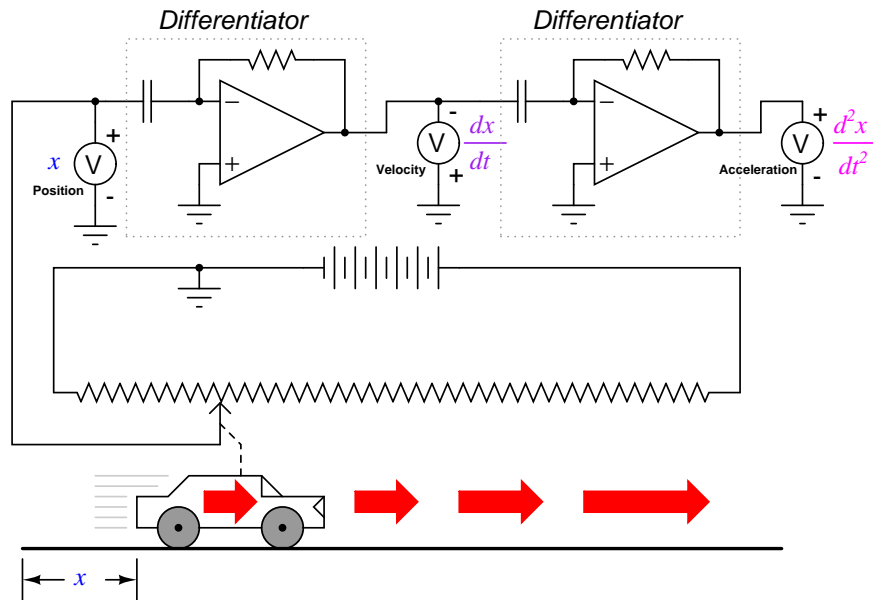 Differentiator
Differentiator
+
-
V
x
Position
-
+
-
V
+
dx
dt
Velocity
-
+
+
V
-
d²x
dt²
Acceleration
x